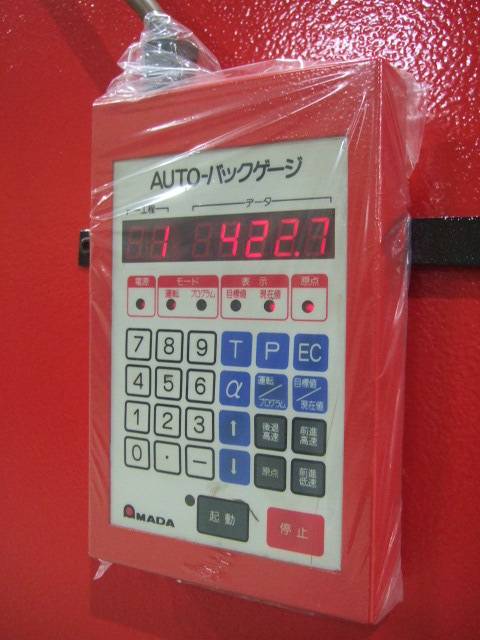 AUTO-バックゲージ
工程 データ
1 422.7
電源 モード 表示 原点
運転 プログラム 目標値 現在値
7 8 9 T P EC
4 5 6 α 運転/プログラム 目標値/現在値
1 2 3 ↑ 後退高速 前進高速
0 · − ↓ 原点 前進低速
起動 停止
AMADA